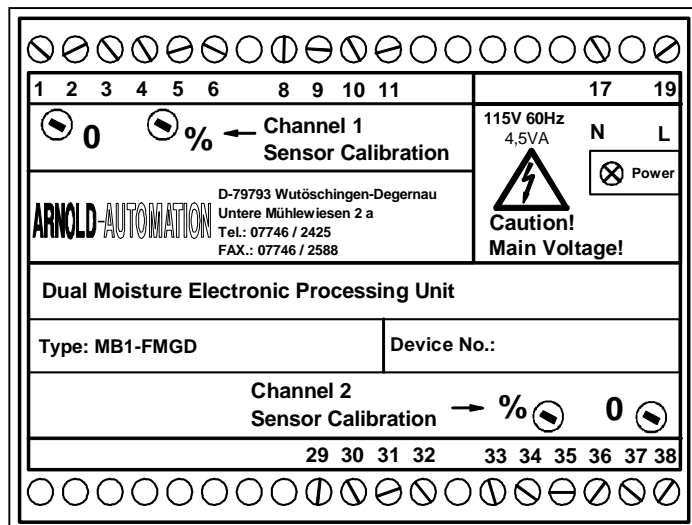 1 2 3 4 5 6 8 9 10 11 17 19
0 % Channel 1
Sensor Calibration
115V 60Hz
4,5VA
N L
Power
Caution!
Main Voltage!
ARNOLD-AUTOMATION
D-79793 Wutöschingen-Degernau
Untere Mühlewiesen 2 a
Tel.: 07746 / 2425
FAX.: 07746 / 2588
Dual Moisture Electronic Processing Unit
Type: MB1-FMGD
Device No.:
Channel 2
Sensor Calibration % 0
29 30 31 32 33 34 35 36 37 38